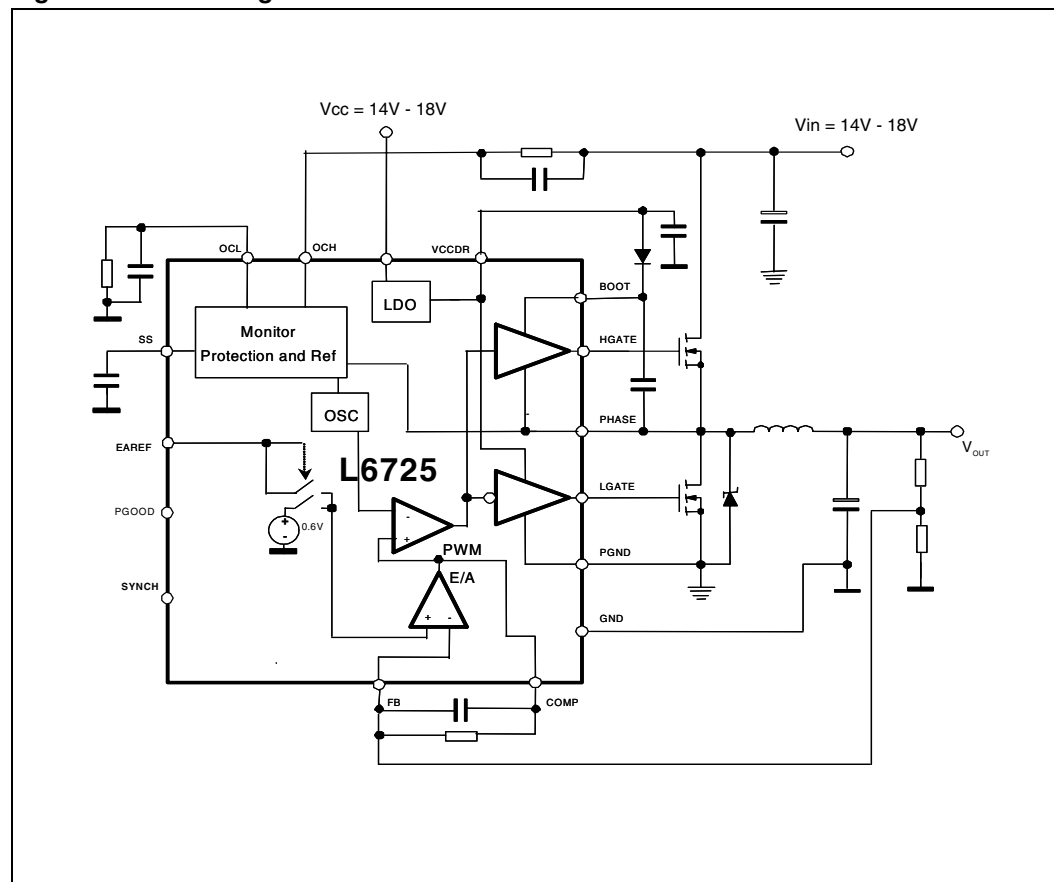 Vcc = 14V - 18V
Vin = 14V - 18V
OCL
OCH
VCCDR
LDO
BOOT
Monitor
Protection and Ref
SS
HGATE
OSC
PHASE
EAREF
L6725
LGATE
PGOOD
+
-
0.6V
-
+
PWM
E/A
+ -
PGND
SYNCH
GND
FB
COMP
VOUT